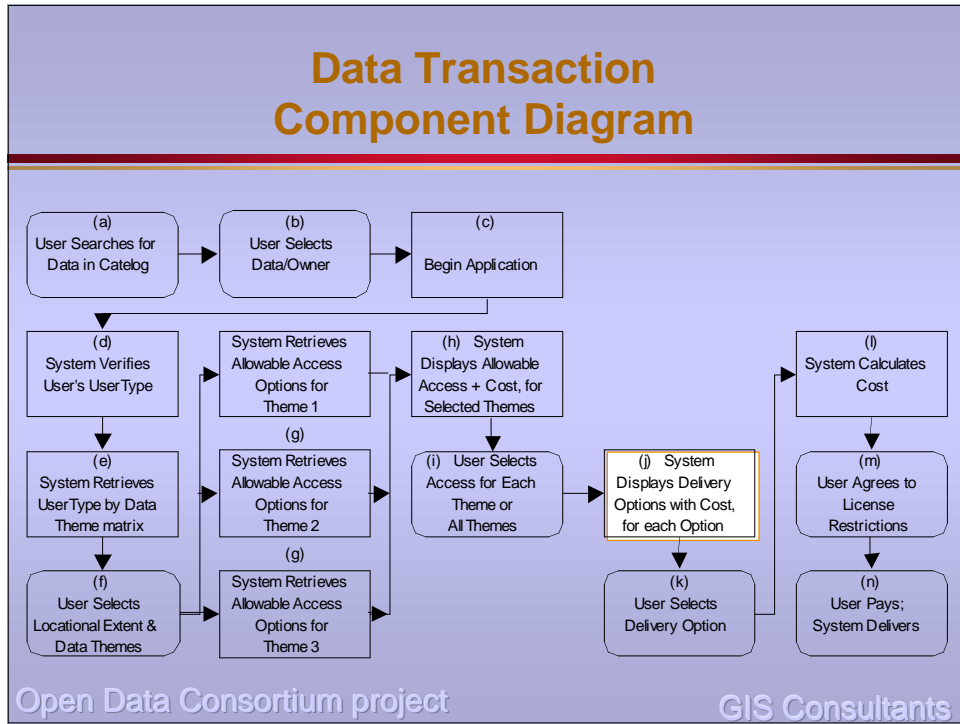 Data Transaction
Component Diagram
(a)
User Searches for
Data in Catelog
(b)
User Selects
Data/Owner
(c)
Begin Application
(d)
System Verifies
User's UserType
(e)
System Retrieves
UserType by Data
Theme matrix
(f)
User Selects
Locational Extent &
Data Themes
System Retrieves
Allowable Access
Options for
Theme 1
(g)
System Retrieves
Allowable Access
Options for
Theme 2
(g)
System Retrieves
Allowable Access
Options for
Theme 3
(h) System
Displays Allowable
Access + Cost, for
Selected Themes
(i) User Selects
Access for Each
Theme or
All Themes
(j) System
Displays Delivery
Options with Cost,
for each Option
(k)
User Selects
Delivery Option
(l)
System Calculates
Cost
(m)
User Agrees to
License
Restrictions
(n)
User Pays;
System Delivers
Open Data Consortium project
GIS Consultants